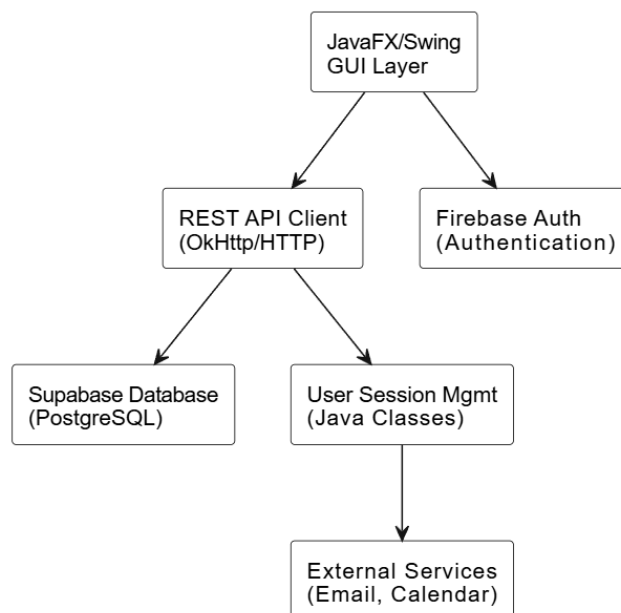 JavaFX/Swing
GUI Layer
REST API Client
(OkHttp/HTTP)
Firebase Auth
(Authentication)
Supabase Database
(PostgreSQL)
User Session Mgmt
(Java Classes)
External Services
(Email, Calendar)